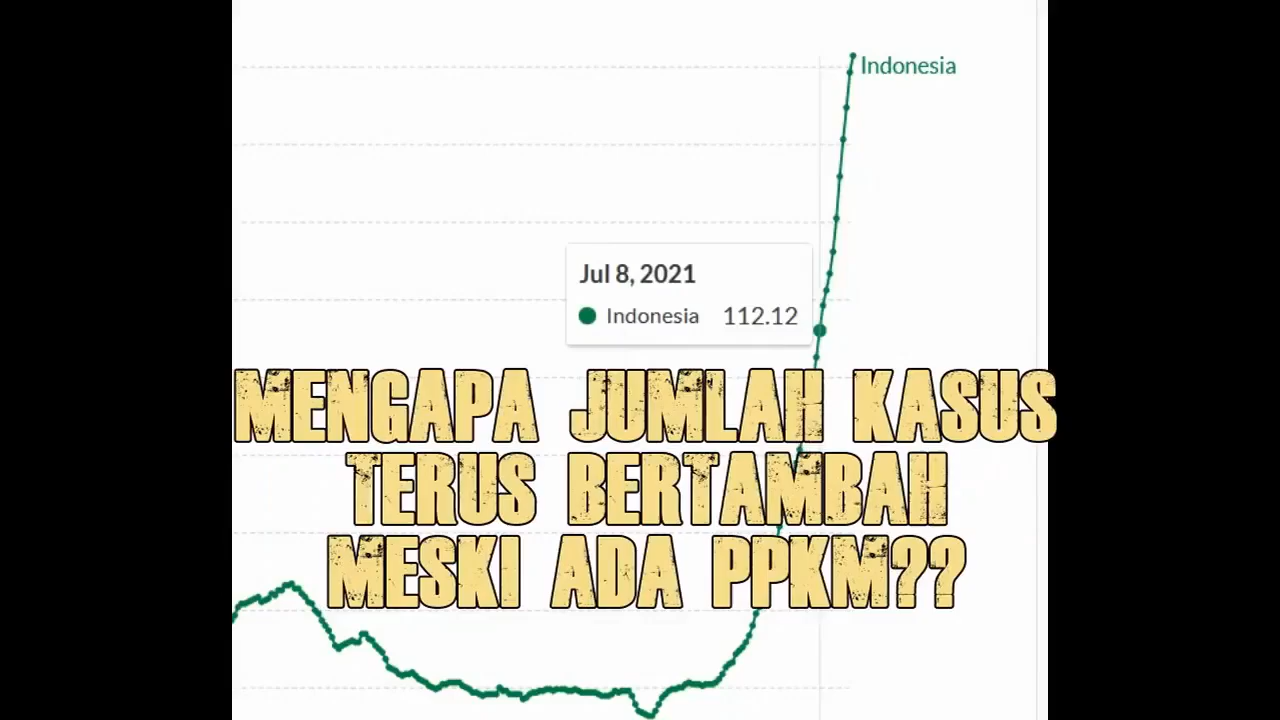 Indonesia
Jul 8, 2021
Indonesia 112.12
MENGAPA JUMLAH KASUS
TERUS BERTAMBAH
MESKI ADA PPKM??